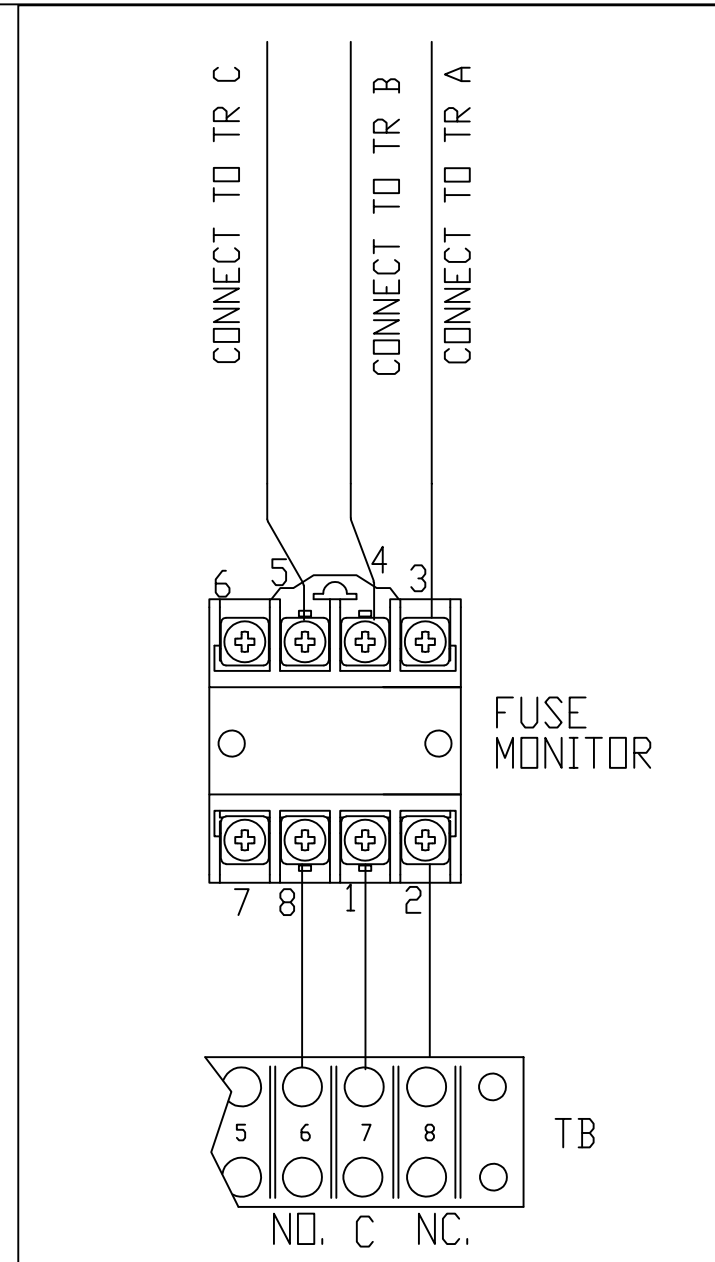 CONNECT TO TR C
CONNECT TO TR B
CONNECT TO TR A
6 5 4 3
FUSE
MONITOR
7 8 1 2
5 6 7 8
TB
NO. C NC.